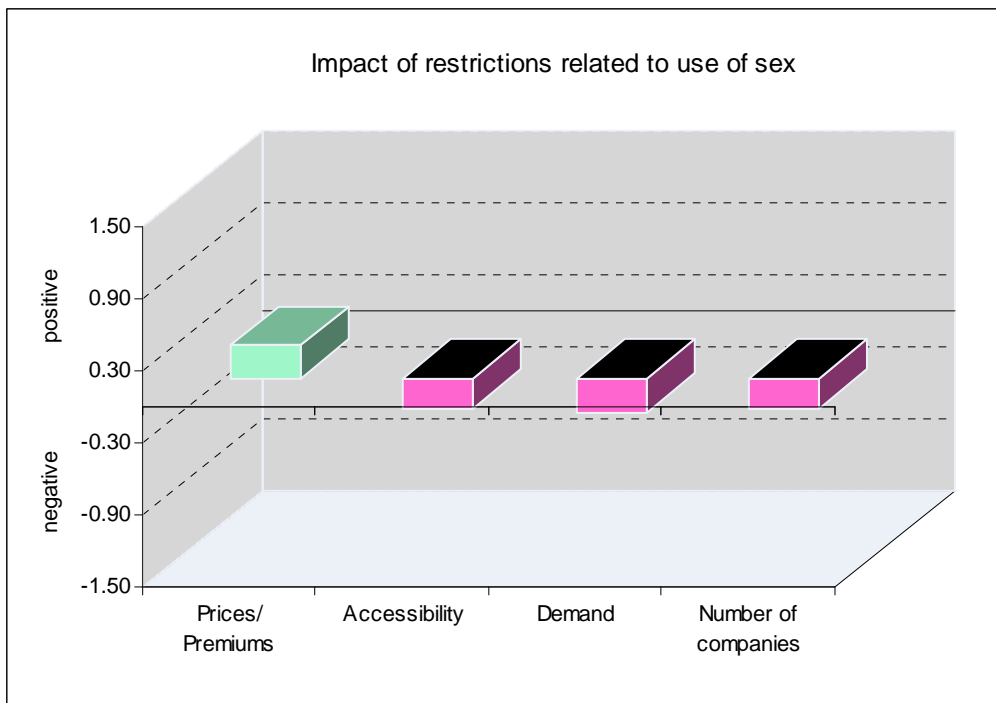 Impact of restrictions related to use of sex
positive
negative
1.50
0.90
0.30
-0.30
-0.90
-1.50
Prices/
Premiums
Accessibility
Demand
Number of
companies